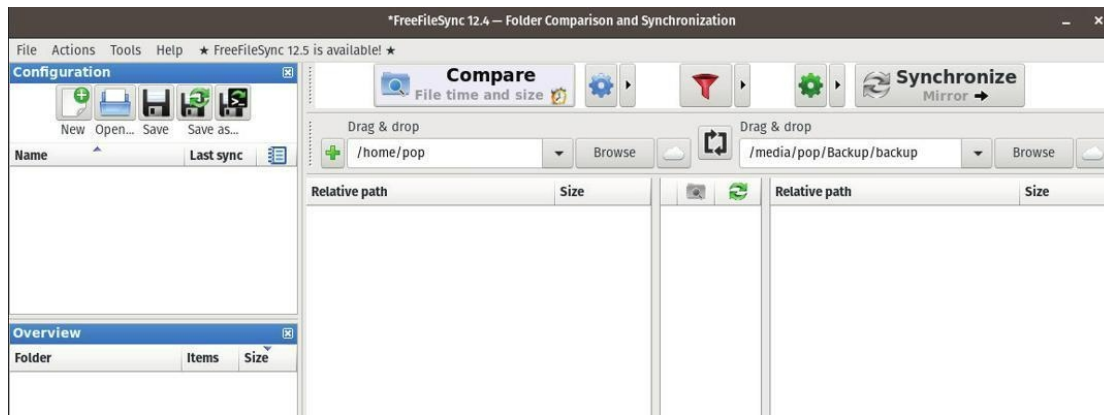 *FreeFileSync 12.4 — Folder Comparison and Synchronization
File Actions Tools Help ★ FreeFileSync 12.5 is available! ★
Configuration
New Open... Save Save as...
Name Last sync
Compare
File time and size
Synchronize
Mirror ➔
Drag & drop
/home/pop Browse
Drag & drop
/media/pop/Backup/backup Browse
Relative path Size
Relative path Size
Overview
Folder Items Size